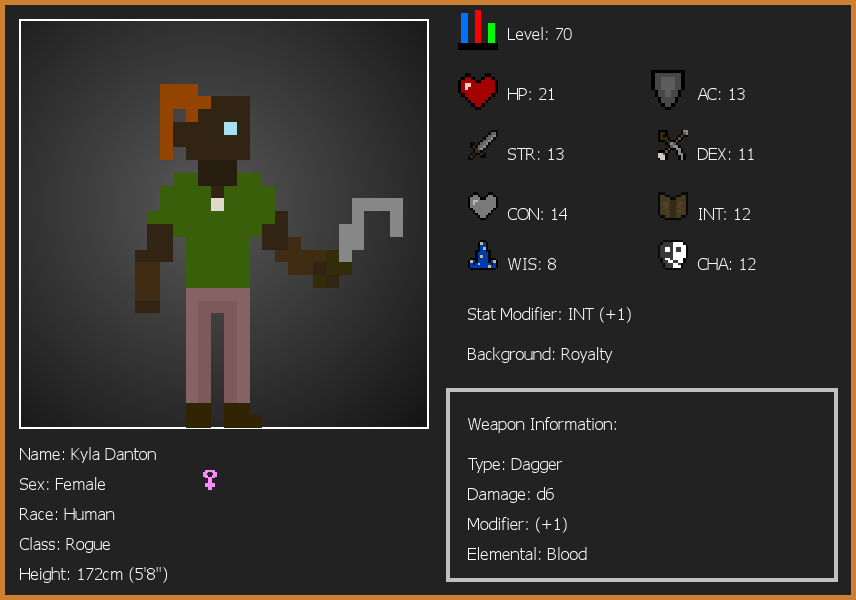 Level: 70
HP: 21
AC: 13
STR: 13
DEX: 11
CON: 14
INT: 12
WIS: 8
CHA: 12
Stat Modifier: INT (+1)
Background: Royalty
Weapon Information:
Type: Dagger
Damage: d6
Modifier: (+1)
Elemental: Blood
Name: Kyla Danton
Sex: Female
Race: Human
Class: Rogue
Height: 172cm (5'8")